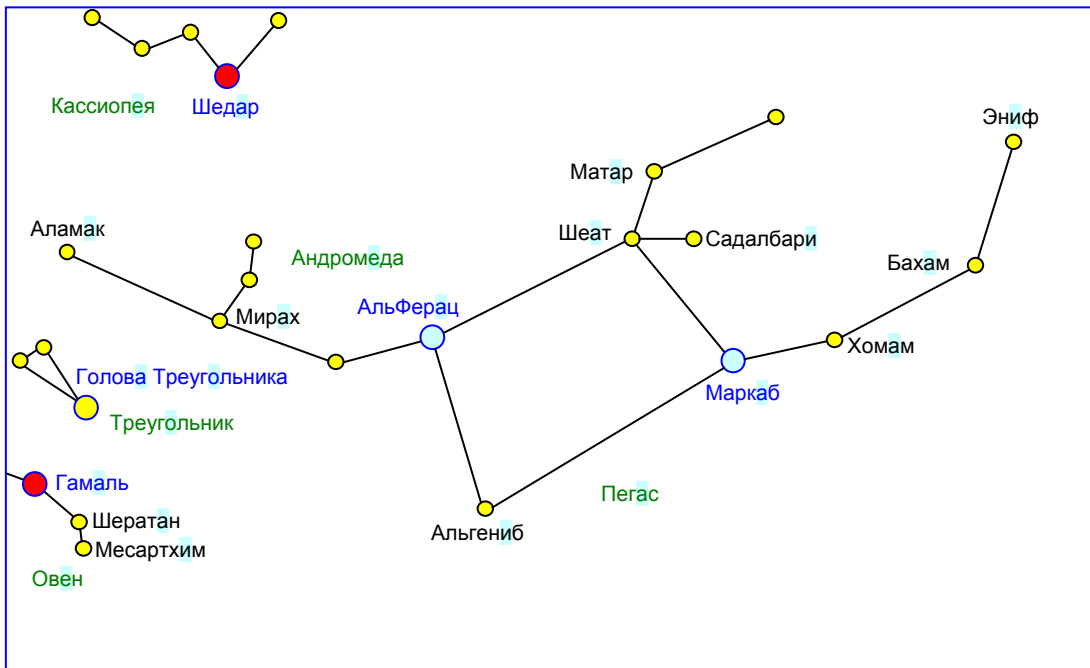 Кассиопея
Шедар
Эниф
Матар
Аламак
Шеат
Садалбари
Андромеда
Бахам
АльФерац
Мирах
Хомам
Голова Треугольника
Маркаб
Треугольник
Гамаль
Пегас
Шератан
Альгениб
Месартхим
Овен